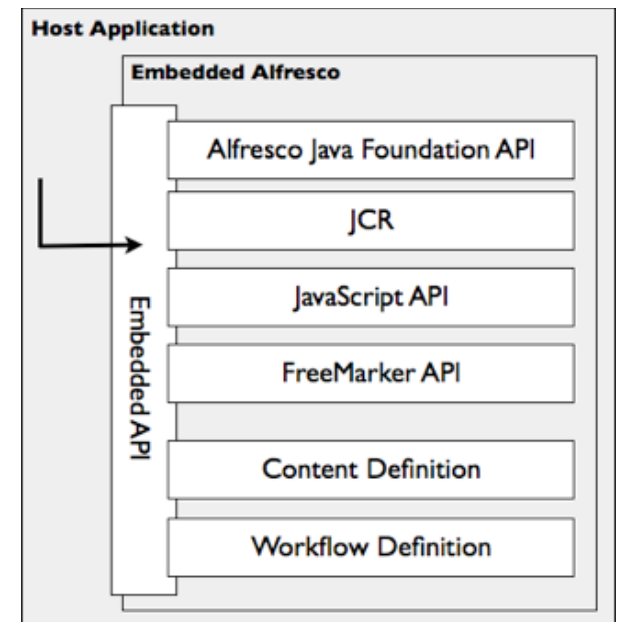 Host Application
Embedded Alfresco
Alfresco Java Foundation API
JCR
JavaScript API
FreeMarker API
Content Definition
Workflow Definition
Embedded API